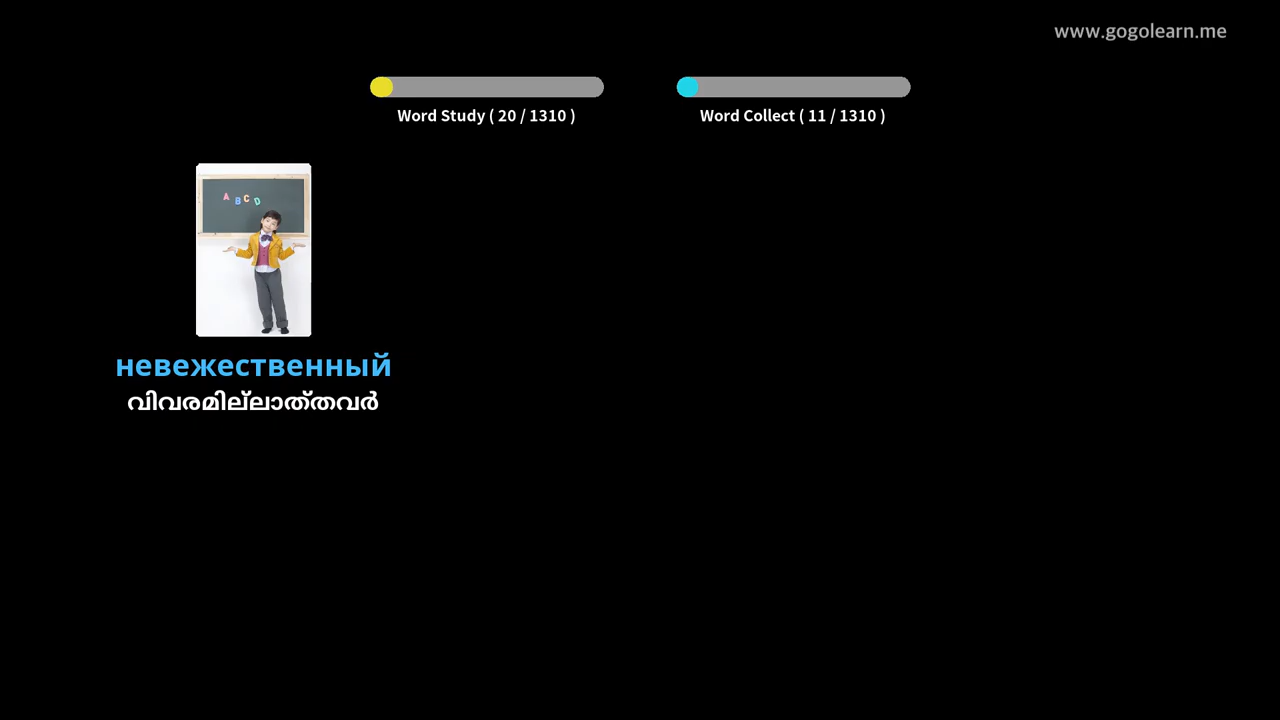 www.gogolearn.me
Word Study ( 20 / 1310 )
Word Collect ( 11 / 1310 )
A B C D
невежественный
വിവരമില്ലാത്തവർ